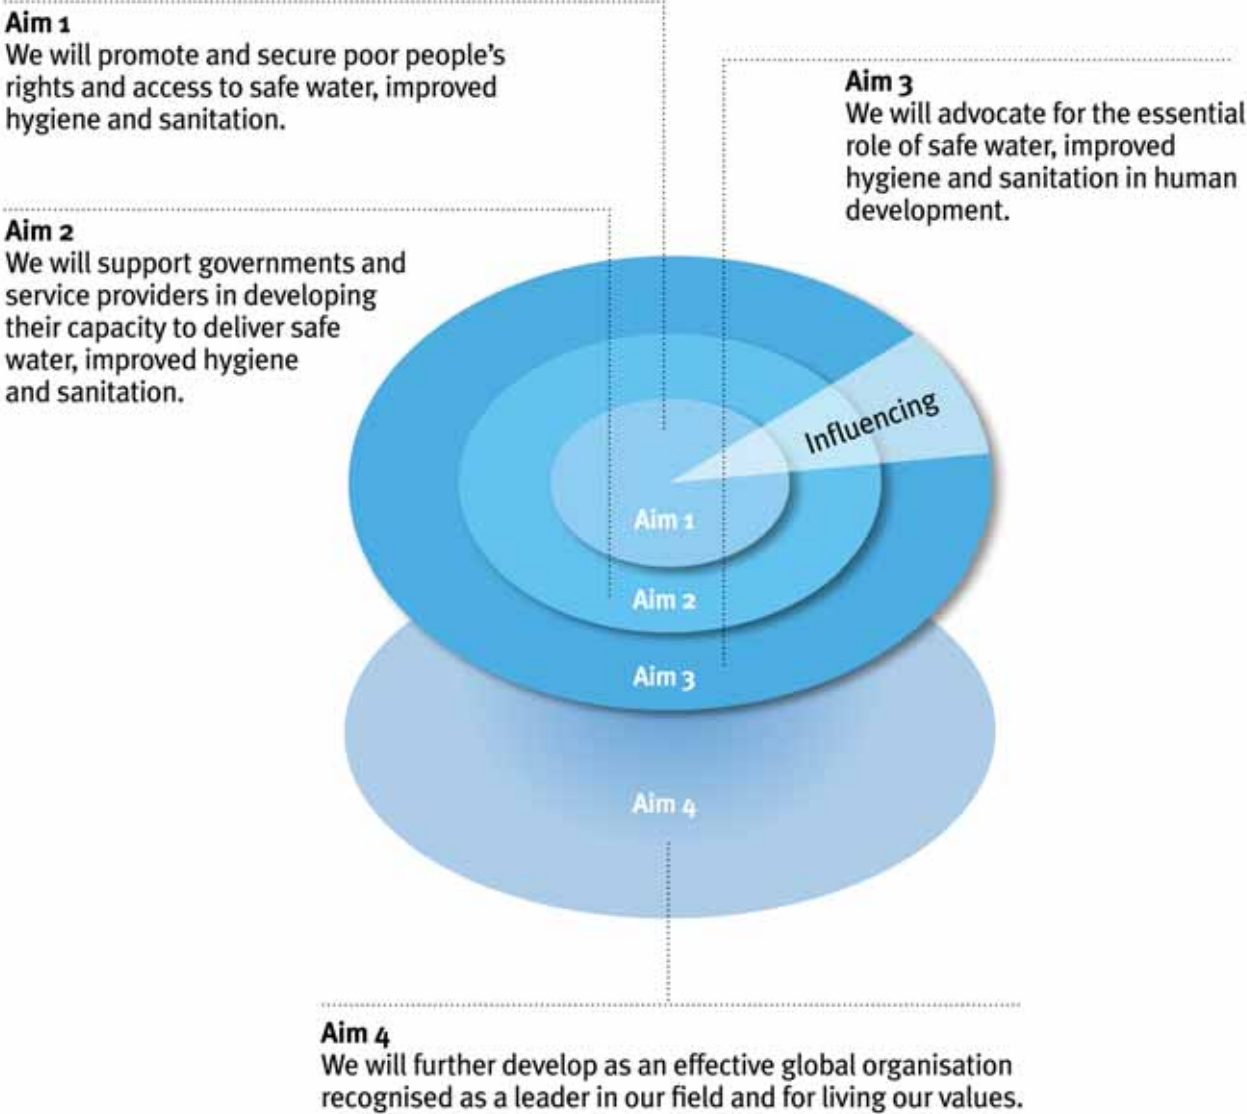 Aim 1
We will promote and secure poor people's
rights and access to safe water, improved
hygiene and sanitation.
Aim 3
We will advocate for the essential
role of safe water, improved
hygiene and sanitation in human
development.
Aim 2
We will support governments and
service providers in developing
their capacity to deliver safe
water, improved hygiene
and sanitation.
Influencing
Aim 1
Aim 2
Aim 3
Aim 4
Aim 4
We will further develop as an effective global organisation
recognised as a leader in our field and for living our values.